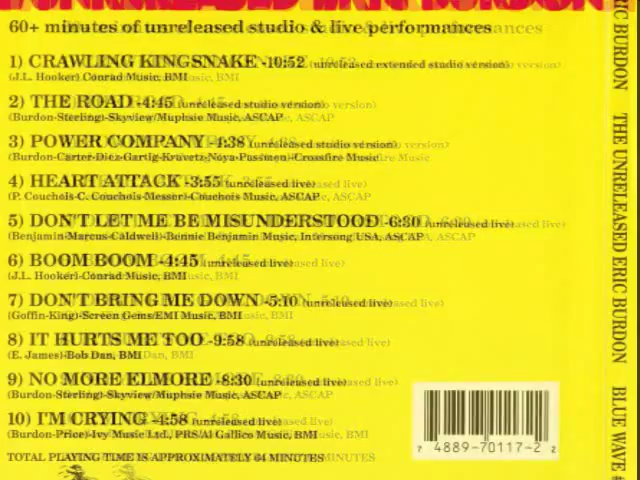 60+ minutes of unreleased studio & live performances
1) CRAWLING KINGSNAKE -10:52 (unreleased extended studio version)
(J.L. Hooker) Conrad Music, BMI
2) THE ROAD -4:45 (unreleased studio version)
(Burdon-Sterling)-Skyview/Muphsie Music, ASCAP
3) POWER COMPANY -4:38 (unreleased studio version)
(Burdon-Carter-Dietz-Gartig-Kravetz-Noya-Passmen)-Crossfire Music
4) HEART ATTACK -3:55 (unreleased live)
(P. Couchois-C. Couchois-Messer)-Couchois Music, ASCAP
5) DON'T LET ME BE MISUNDERSTOOD -6:30 (unreleased live)
(Benjamin-Marcus-Caldwell) Bennie Benjamin Music, Intersong USA, ASCAP
6) BOOM BOOM -4:45 (unreleased live)
(J.L. Hooker)-Conrad Music, BMI
7) DON'T BRING ME DOWN -5:10 (unreleased live)
(Goffin-King)-Screen Gems/EMI Music, BMI
8) IT HURTS ME TOO -9:58 (unreleased live)
(E. James)-Bob Dan, BMI
9) NO MORE ELMORE -8:30 (unreleased live)
(Burdon-Sterling)-Skyview/Muphsie Music, ASCAP
10) I'M CRYING -4:58 (unreleased live)
(Burdon-Price)-Ivy Music Ltd., PRS/Al Gallico Music, BMI
TOTAL PLAYING TIME IS APPROXIMATELY 64 MINUTES
7 4889-70117-2 2
ERIC BURDON THE UNRELEASED ERIC BURDON BLUE WAVE #